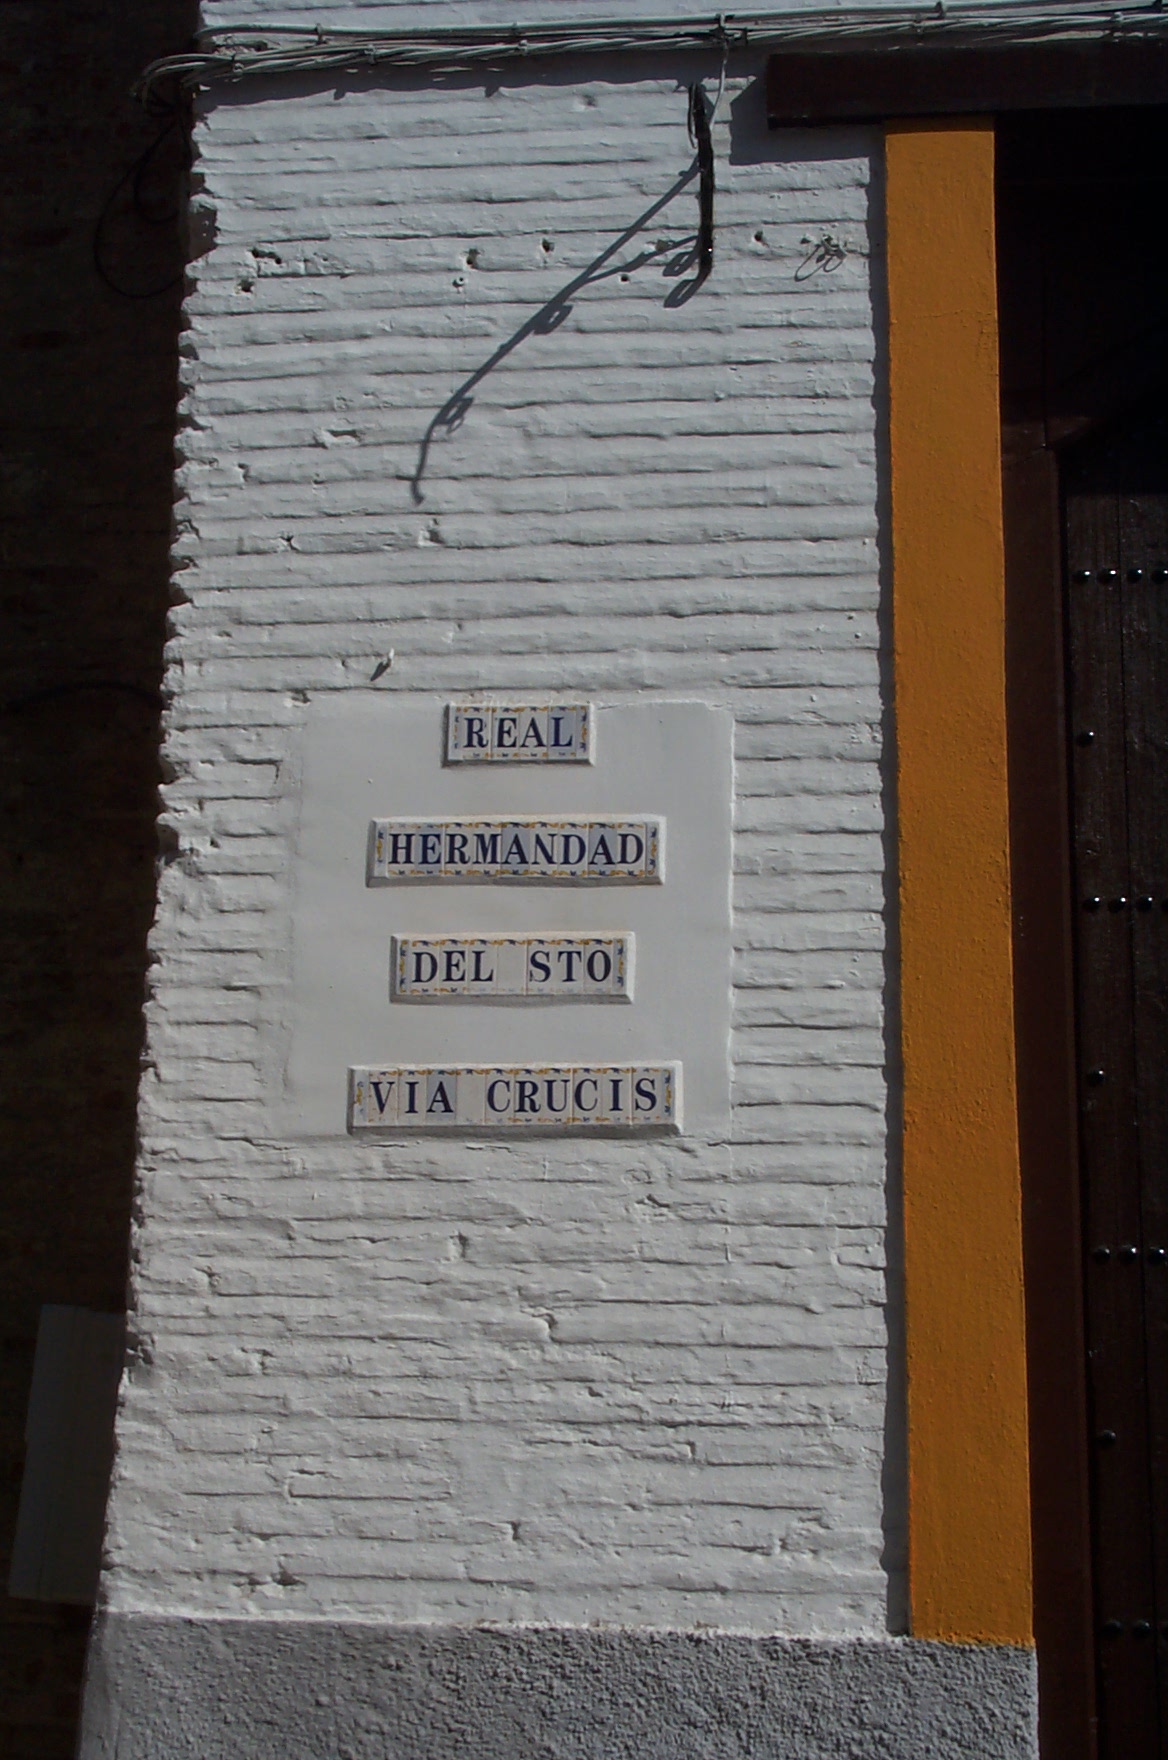 REAL
HERMANDAD
DEL STO
VIA CRUCIS